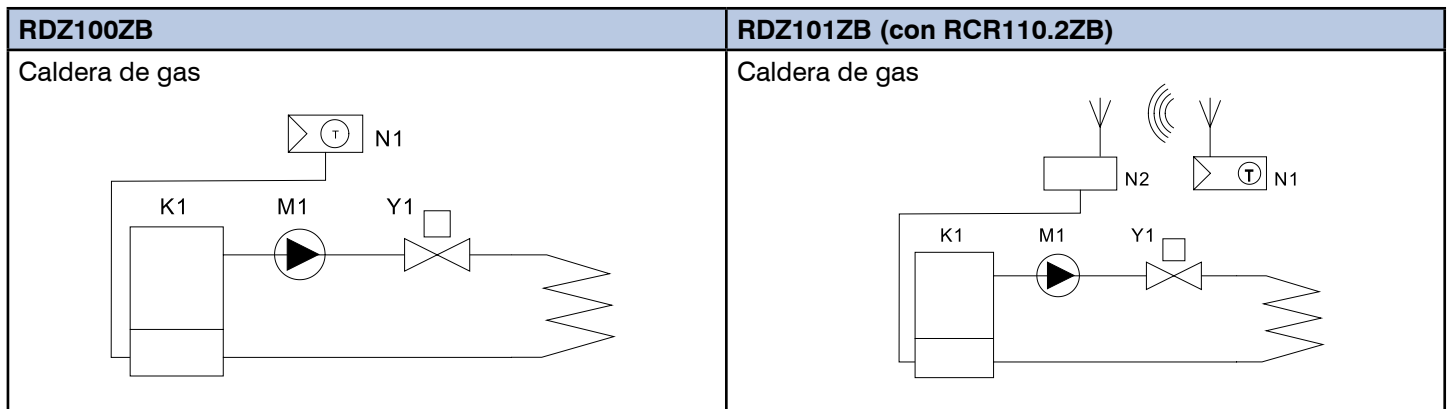 RDZ100ZB
Caldera de gas
T
N1
K1 M1 Y1
RDZ101ZB (con RCR110.2ZB)
Caldera de gas
N2
T
N1
K1 M1 Y1